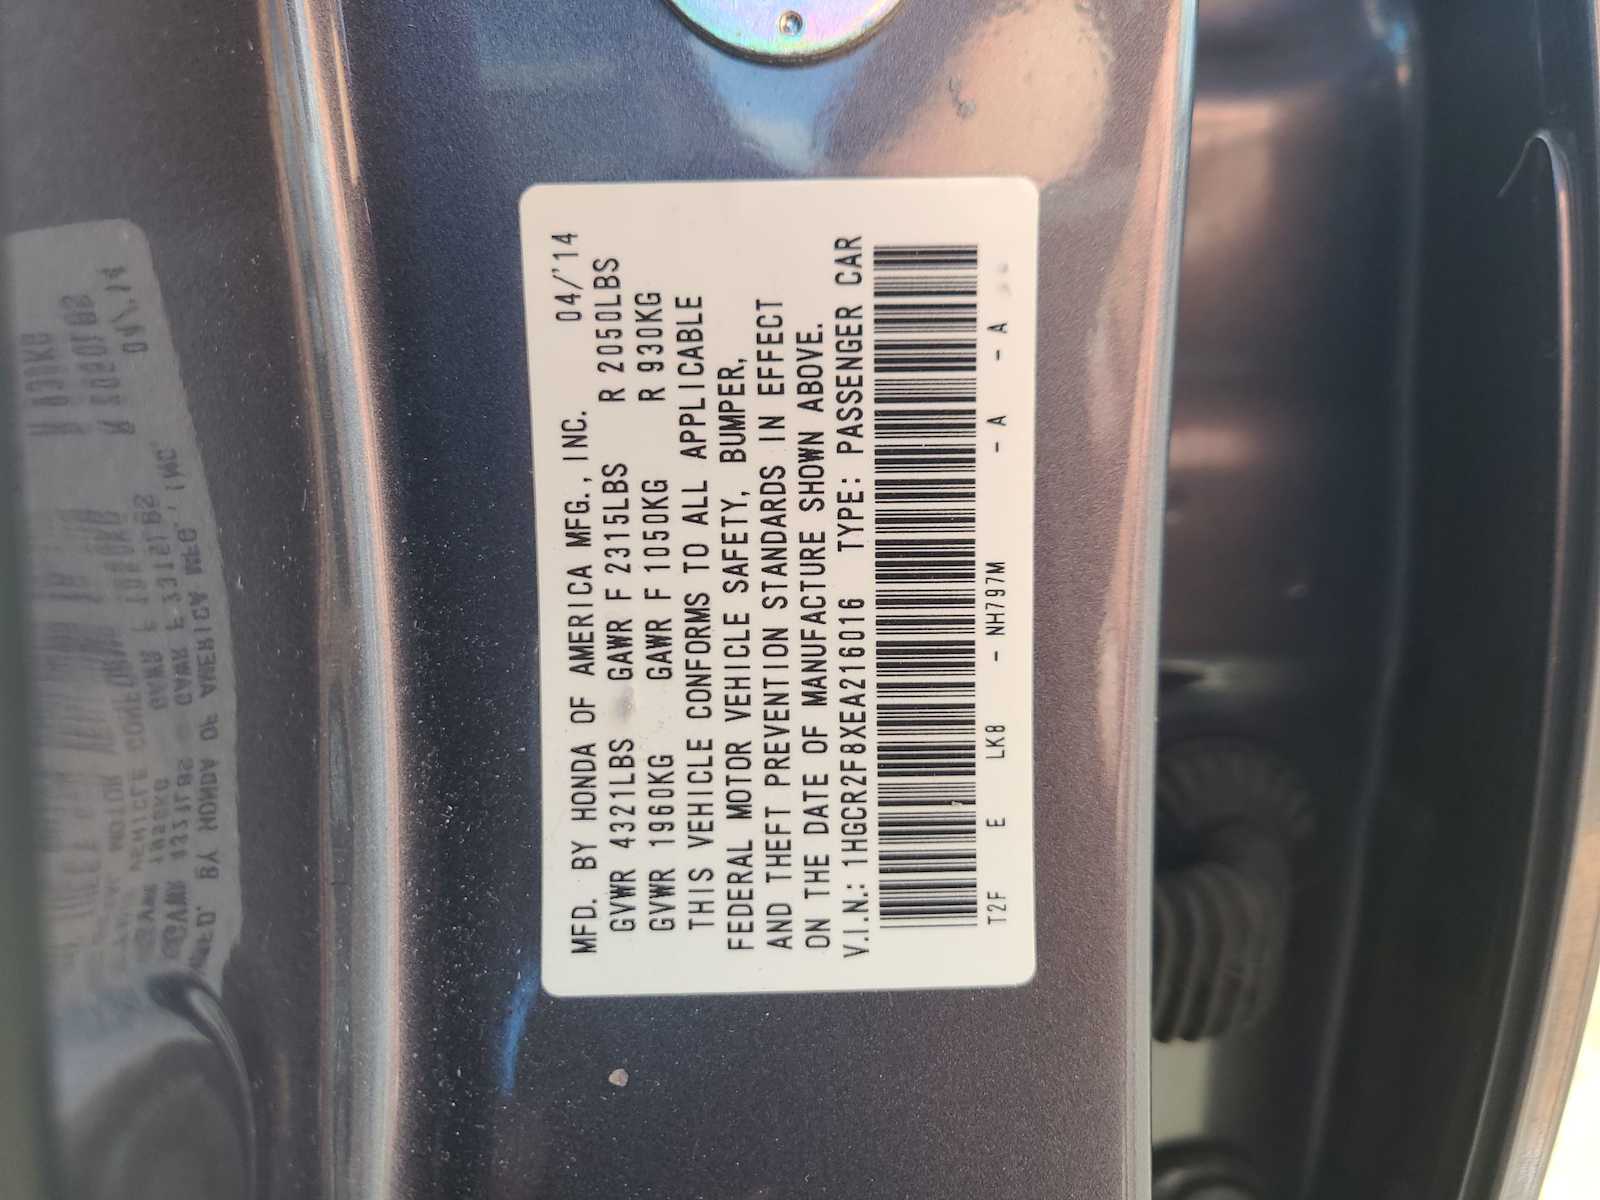 MFD. BY HONDA OF AMERICA MFG., INC. 04/'14
GVWR 4321LBS GAWR F 2315LBS R 2050LBS
GVWR 1960KG GAWR F 1050KG R 930KG
THIS VEHICLE CONFORMS TO ALL APPLICABLE
FEDERAL MOTOR VEHICLE SAFETY, BUMPER,
AND THEFT PREVENTION STANDARDS IN EFFECT
ON THE DATE OF MANUFACTURE SHOWN ABOVE.
V.I.N.: 1HGCR2F8XEA216016 TYPE: PASSENGER CAR
T2F E LK8 - NH797M - A - A